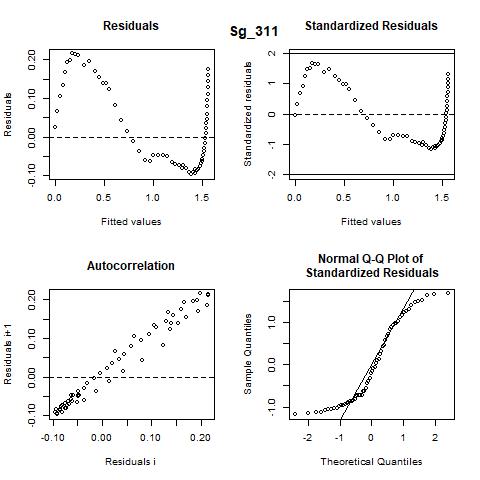 Sg_311
Residuals
Residuals
0.20
0.10
0.00
-0.10
0.0 0.5 1.0 1.5
Fitted values
Standardized Residuals
Standardized residuals
2
1
0
-1
-2
0.0 0.5 1.0 1.5
Fitted values
Autocorrelation
Residuals i+1
0.20
0.10
0.00
-0.10
-0.10 0.00 0.10 0.20
Residuals i
Normal Q-Q Plot of
Standardized Residuals
Sample Quantiles
1.0
0.0
-1.0
-2 -1 0 1 2
Theoretical Quantiles